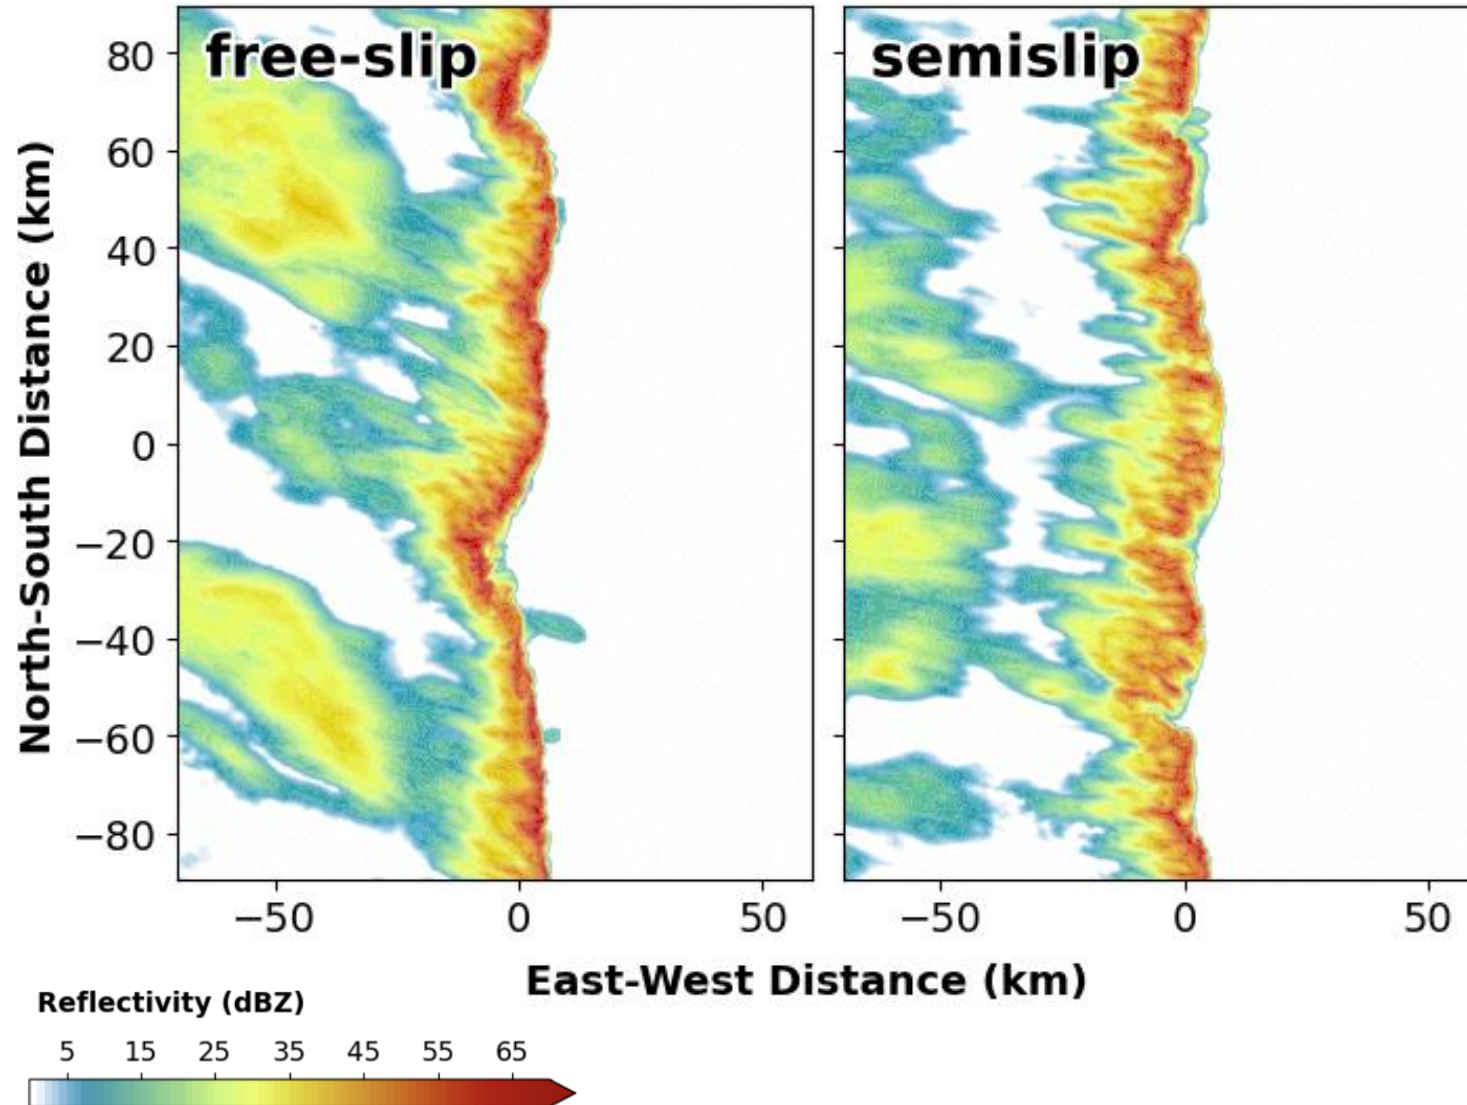 free-slip
semislip
North-South Distance (km)
80
60
40
20
0
−20
−40
−60
−80
−50 0 50 −50 0 50
East-West Distance (km)
Reflectivity (dBZ)
5 15 25 35 45 55 65